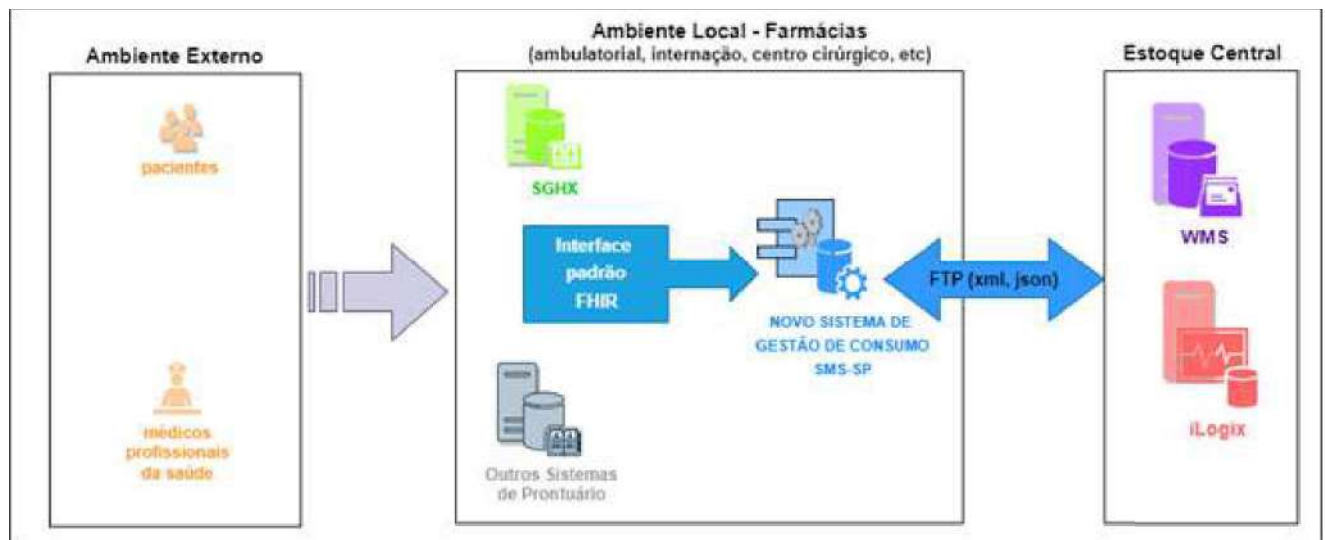 Ambiente Externo
pacientes
médicos
profissionais
da saúde
Ambiente Local - Farmácias
(ambulatorial, internação, centro cirúrgico, etc)
SGHX
Interface
padrão
FHIR
NOVO SISTEMA DE
GESTÃO DE CONSUMO
SMS-SP
Outros Sistemas
de Prontuário
FTP (xml, json)
Estoque Central
WMS
iLogix